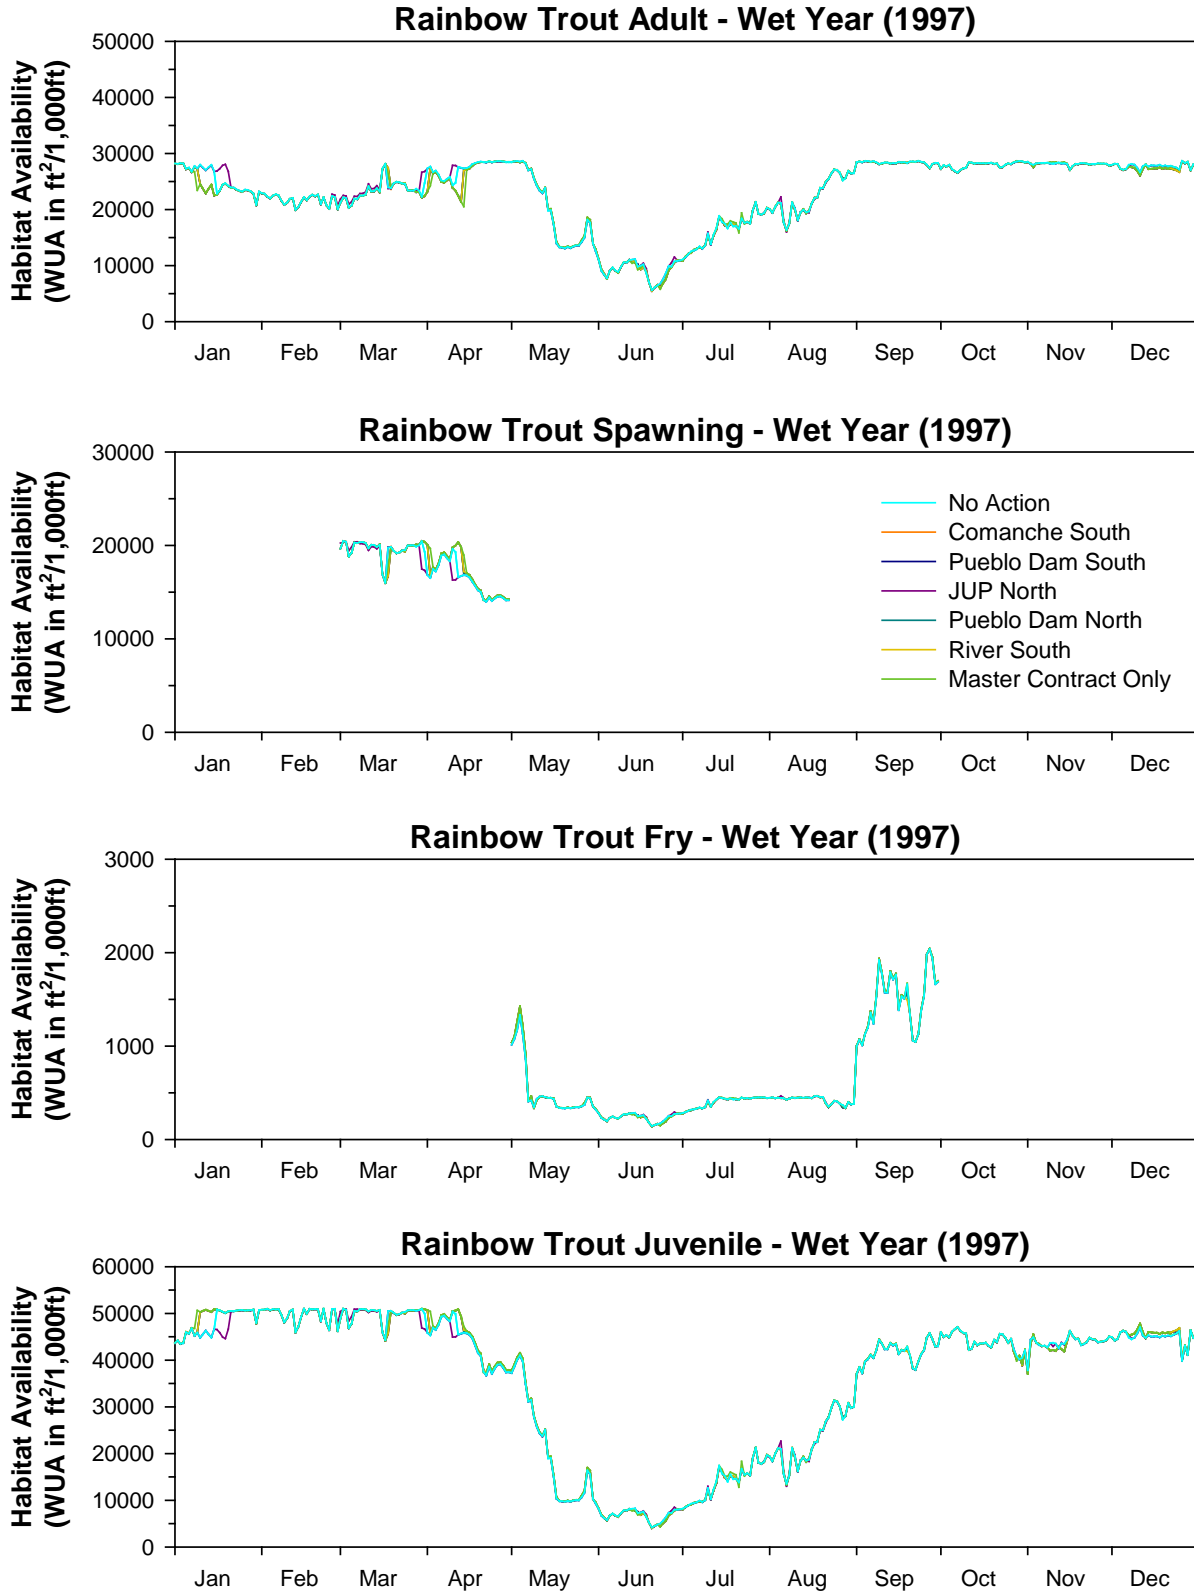 Rainbow Trout Adult - Wet Year (1997)
Habitat Availability
(WUA in ft²/1,000ft)
50000
40000
30000
20000
10000
0
Jan Feb Mar Apr May Jun Jul Aug Sep Oct Nov Dec
Rainbow Trout Spawning - Wet Year (1997)
Habitat Availability
(WUA in ft²/1,000ft)
30000
20000
10000
0
No Action
Comanche South
Pueblo Dam South
JUP North
Pueblo Dam North
River South
Master Contract Only
Jan Feb Mar Apr May Jun Jul Aug Sep Oct Nov Dec
Rainbow Trout Fry - Wet Year (1997)
Habitat Availability
(WUA in ft²/1,000ft)
3000
2000
1000
0
Jan Feb Mar Apr May Jun Jul Aug Sep Oct Nov Dec
Rainbow Trout Juvenile - Wet Year (1997)
Habitat Availability
(WUA in ft²/1,000ft)
60000
50000
40000
30000
20000
10000
0
Jan Feb Mar Apr May Jun Jul Aug Sep Oct Nov Dec